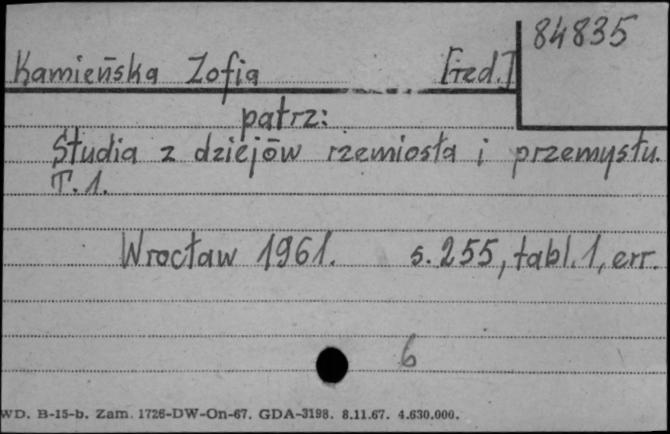 84835
Kamieńska Zofia [red.]
patrz:
Studia z dziejów rzemiosła i przemysłu.
T. 1.
Wrocław 1961. s. 255, tabl. 1, err.
6
WD. B-15-b. Zam. 1726-DW-On-67. GDA-3198. 8.11.67. 4.630.000.